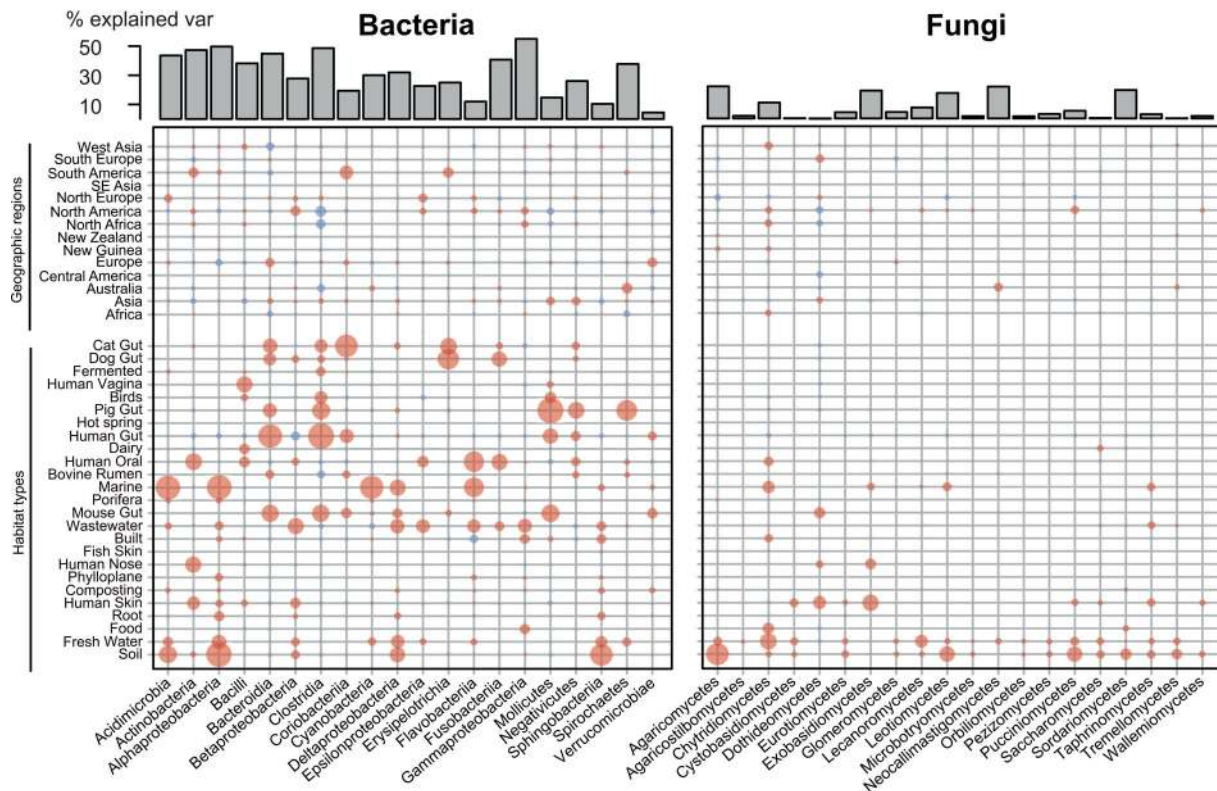 % explained var
Bacteria
Fungi
50
30
10
Geographic regions
West Asia
South Europe
South America
SE Asia
North Europe
North America
North Africa
New Zealand
New Guinea
Europe
Central America
Australia
Asia
Africa
Habitat types
Cat Gut
Dog Gut
Fermented
Human Vagina
Birds
Pig Gut
Hot spring
Human Gut
Dairy
Human Oral
Bovine Rumen
Marine
Porifera
Mouse Gut
Wastewater
Built
Fish Skin
Human Nose
Phylloplane
Composting
Human Skin
Root
Food
Fresh Water
Soil
Acidimicrobiia
Actinobacteria
Alphaproteobacteria
Bacilli
Bacteroidia
Betaproteobacteria
Clostridia
Coriobacteriia
Cyanobacteria
Deltaproteobacteria
Epsilonproteobacteria
Erysipelotrichia
Flavobacteriia
Fusobacteriia
Gammaproteobacteria
Mollicutes
Negativicutes
Sphingobacteriia
Spirochaetes
Verrucomicrobiae
Agaricomycetes
Agaricostilbomycetes
Chytridiomycetes
Cystobasidiomycetes
Dothideomycetes
Eurotiomycetes
Exobasidiomycetes
Glomeromycetes
Lecanoromycetes
Leotiomycetes
Microbotryomycetes
Neocallimastigomycetes
Orbiliomycetes
Pezizomycetes
Pucciniomycetes
Saccharomycetes
Sordariomycetes
Taphrinomycetes
Tremellomycetes
Wallemiomycetes